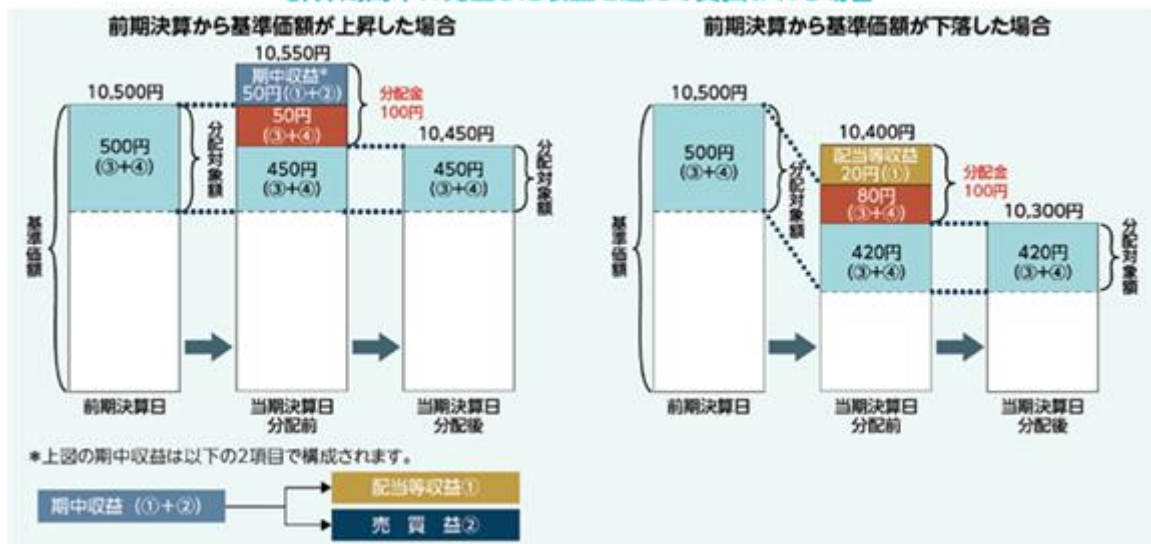 前期決算から基準価額が上昇した場合
10,550円
10,500円
期中収益*
50円(①+②)
50円
(③+④)
分配金
100円
10,450円
500円
(③+④)
分配対象額
450円
(③+④)
450円
(③+④)
分配対象額
基準価額
前期決算日
当期決算日
分配前
当期決算日
分配後
前期決算から基準価額が下落した場合
10,500円
10,400円
500円
(③+④)
分配対象額
配当等収益
20円(①)
80円
(③+④)
分配金
100円
10,300円
420円
(③+④)
420円
(③+④)
分配対象額
基準価額
前期決算日
当期決算日
分配前
当期決算日
分配後
*上図の期中収益は以下の2項目で構成されます。
期中収益 (①+②)
配当等収益①
売 買 益②